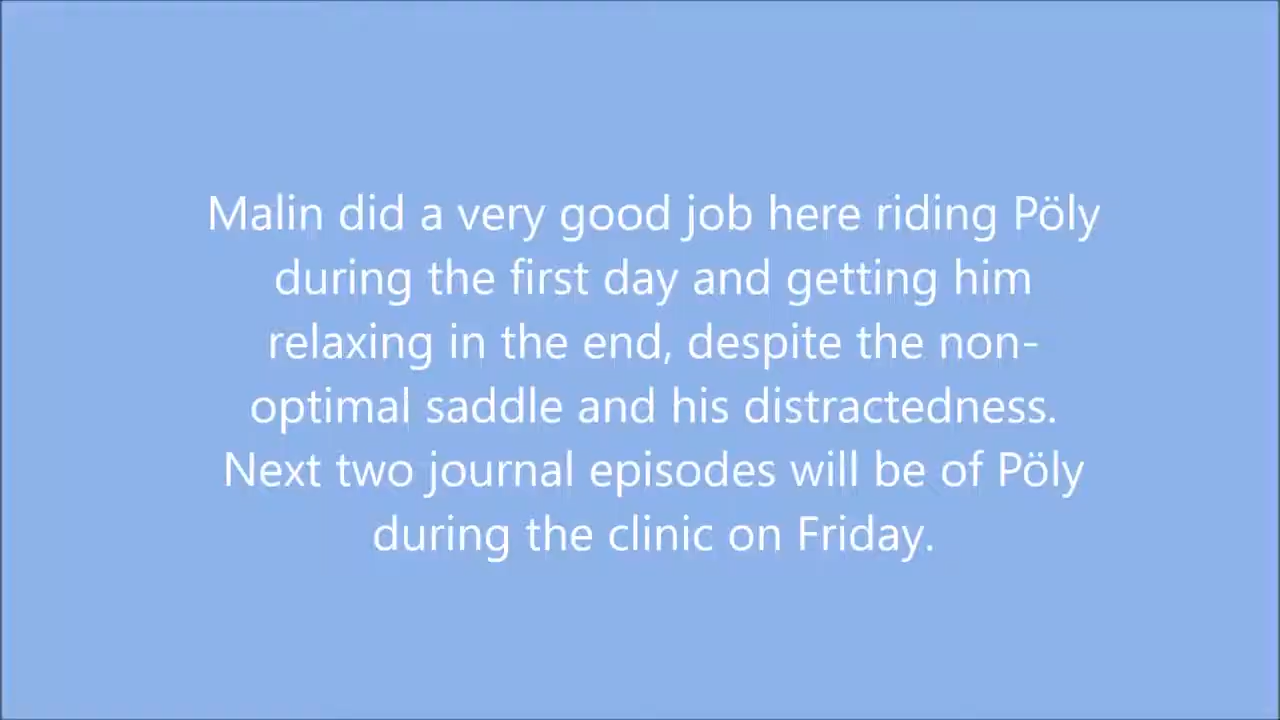 Malin did a very good job here riding Pöly
during the first day and getting him
relaxing in the end, despite the non-
optimal saddle and his distractedness.
Next two journal episodes will be of Pöly
during the clinic on Friday.